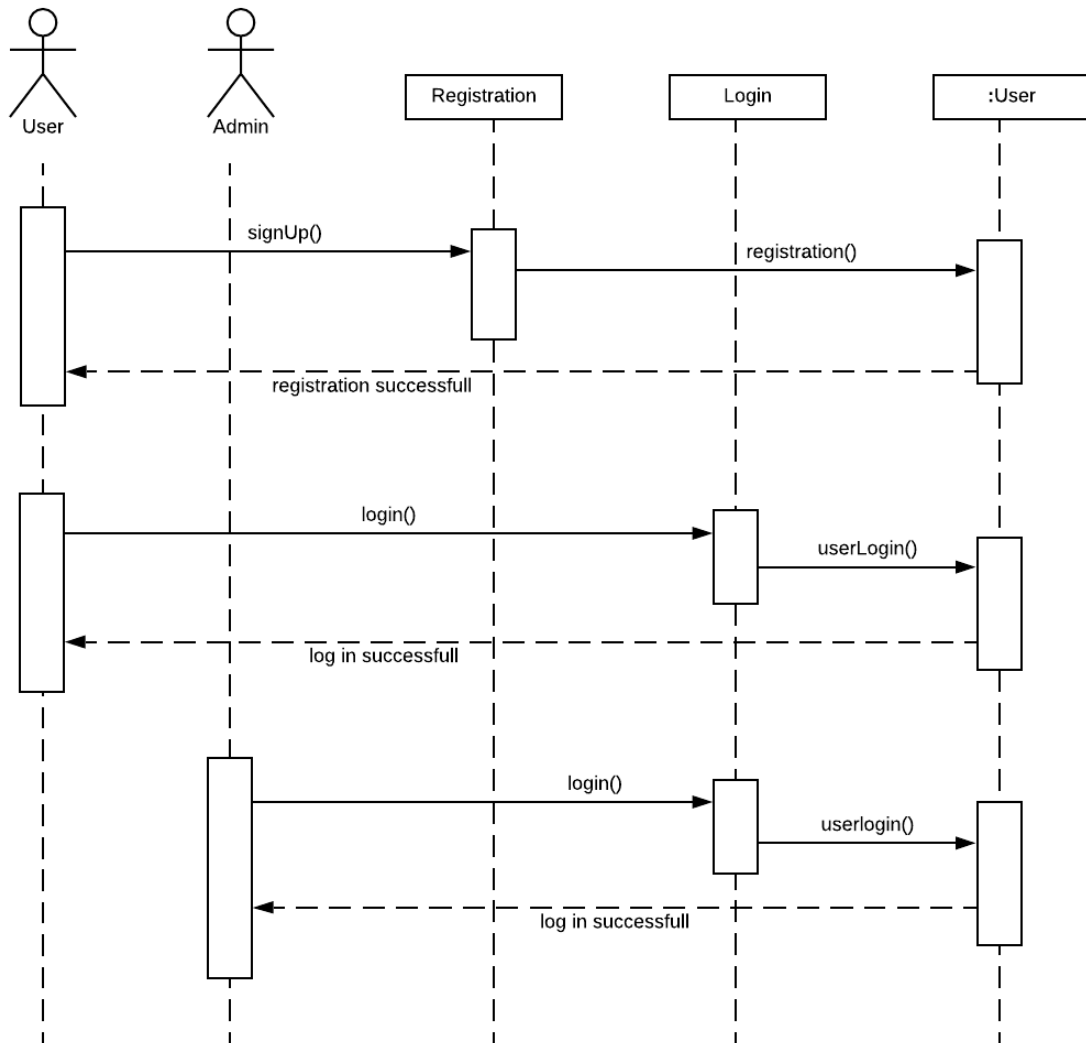 User
Admin
Registration
Login
:User
signUp()
registration()
registration successfull
login()
userLogin()
log in successfull
login()
userlogin()
log in successfull